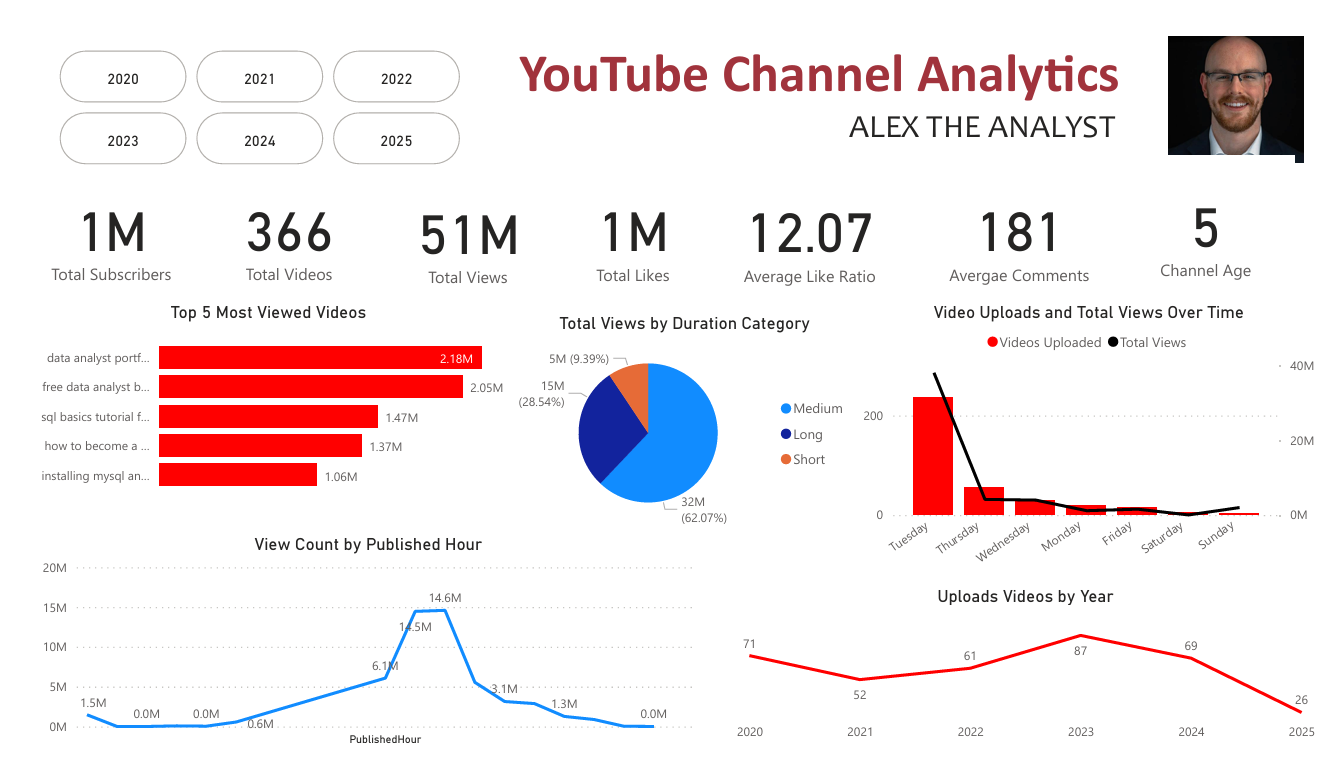 2020
2021
2022
2023
2024
2025
YouTube Channel Analytics
ALEX THE ANALYST
1M
Total Subscribers
366
Total Videos
51M
Total Views
1M
Total Likes
12.07
Average Like Ratio
181
Avergae Comments
5
Channel Age
Top 5 Most Viewed Videos
data analyst portf... 2.18M
free data analyst b... 2.05M
sql basics tutorial f... 1.47M
how to become a ... 1.37M
installing mysql an... 1.06M
Total Views by Duration Category
5M (9.39%)
15M
(28.54%)
32M
(62.07%)
Medium
Long
Short
Video Uploads and Total Views Over Time
Videos Uploaded Total Views
200
0
40M
20M
0M
Tuesday
Thursday
Wednesday
Monday
Friday
Saturday
Sunday
View Count by Published Hour
20M
15M
10M
5M
0M
1.5M
0.0M
0.0M
0.6M
6.1M
14.5M
14.6M
3.1M
1.3M
0.0M
PublishedHour
Uploads Videos by Year
71
52
61
87
69
26
2020
2021
2022
2023
2024
2025